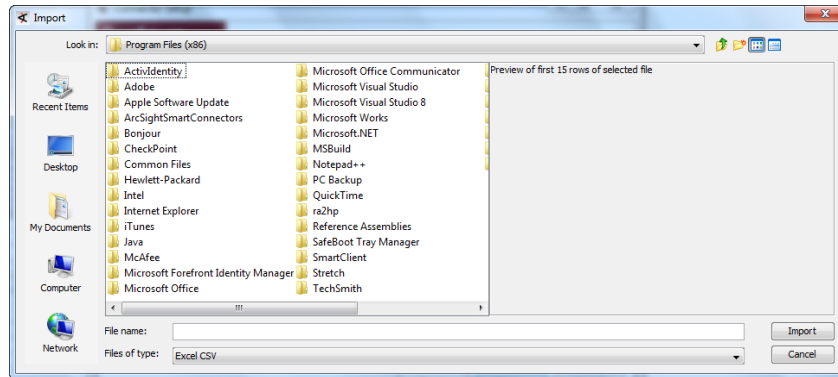 Import
Look in:
Program Files (x86)
Recent Items
Desktop
My Documents
Computer
Network
ActivIdentity
Adobe
Apple Software Update
ArcSightSmartConnectors
Bonjour
CheckPoint
Common Files
Hewlett-Packard
Intel
Internet Explorer
iTunes
Java
McAfee
Microsoft Forefront Identity Manager
Microsoft Office
Microsoft Office Communicator
Microsoft Visual Studio
Microsoft Visual Studio 8
Microsoft Works
Microsoft.NET
MSBuild
Notepad++
PC Backup
QuickTime
ra2hp
Reference Assemblies
SafeBoot Tray Manager
SmartClient
Stretch
TechSmith
Preview of first 15 rows of selected file
File name:
Import
Files of type:
Excel CSV
Cancel